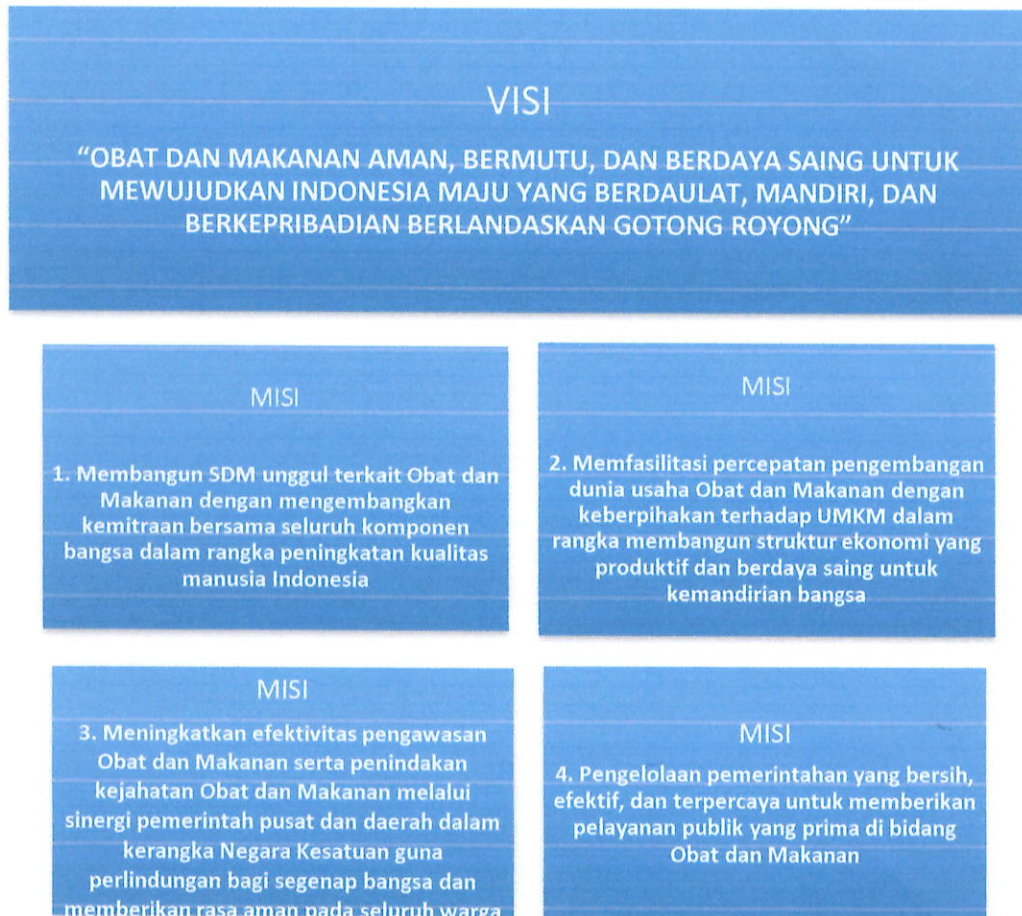 VISI
“OBAT DAN MAKANAN AMAN, BERMUTU, DAN BERDAYA SAING UNTUK
MEWUJUDKAN INDONESIA MAJU YANG BERDAULAT, MANDIRI, DAN
BERKEPRIBADIAN BERLANDASKAN GOTONG ROYONG”
MISI
1. Membangun SDM unggul terkait Obat dan
Makanan dengan mengembangkan
kemitraan bersama seluruh komponen
bangsa dalam rangka peningkatan kualitas
manusia Indonesia
MISI
2. Memfasilitasi percepatan pengembangan
dunia usaha Obat dan Makanan dengan
keberpihakan terhadap UMKM dalam
rangka membangun struktur ekonomi yang
produktif dan berdaya saing untuk
kemandirian bangsa
MISI
3. Meningkatkan efektivitas pengawasan
Obat dan Makanan serta penindakan
kejahatan Obat dan Makanan melalui
sinergi pemerintah pusat dan daerah dalam
kerangka Negara Kesatuan guna
perlindungan bagi segenap bangsa dan
memberikan rasa aman pada seluruh warga
MISI
4. Pengelolaan pemerintahan yang bersih,
efektif, dan terpercaya untuk memberikan
pelayanan publik yang prima di bidang
Obat dan Makanan